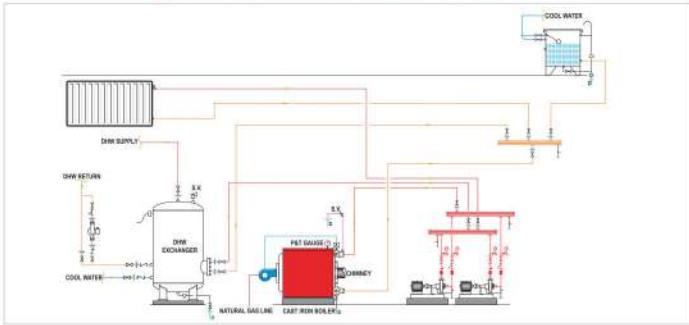 COOL WATER
DHW SUPPLY
DHW RETURN
S.V.
S.V.
DHW
EXCHANGER
P&T GAUGE
CHIMNEY
COOL WATER
NATURAL GAS LINE
CAST IRON BOILER